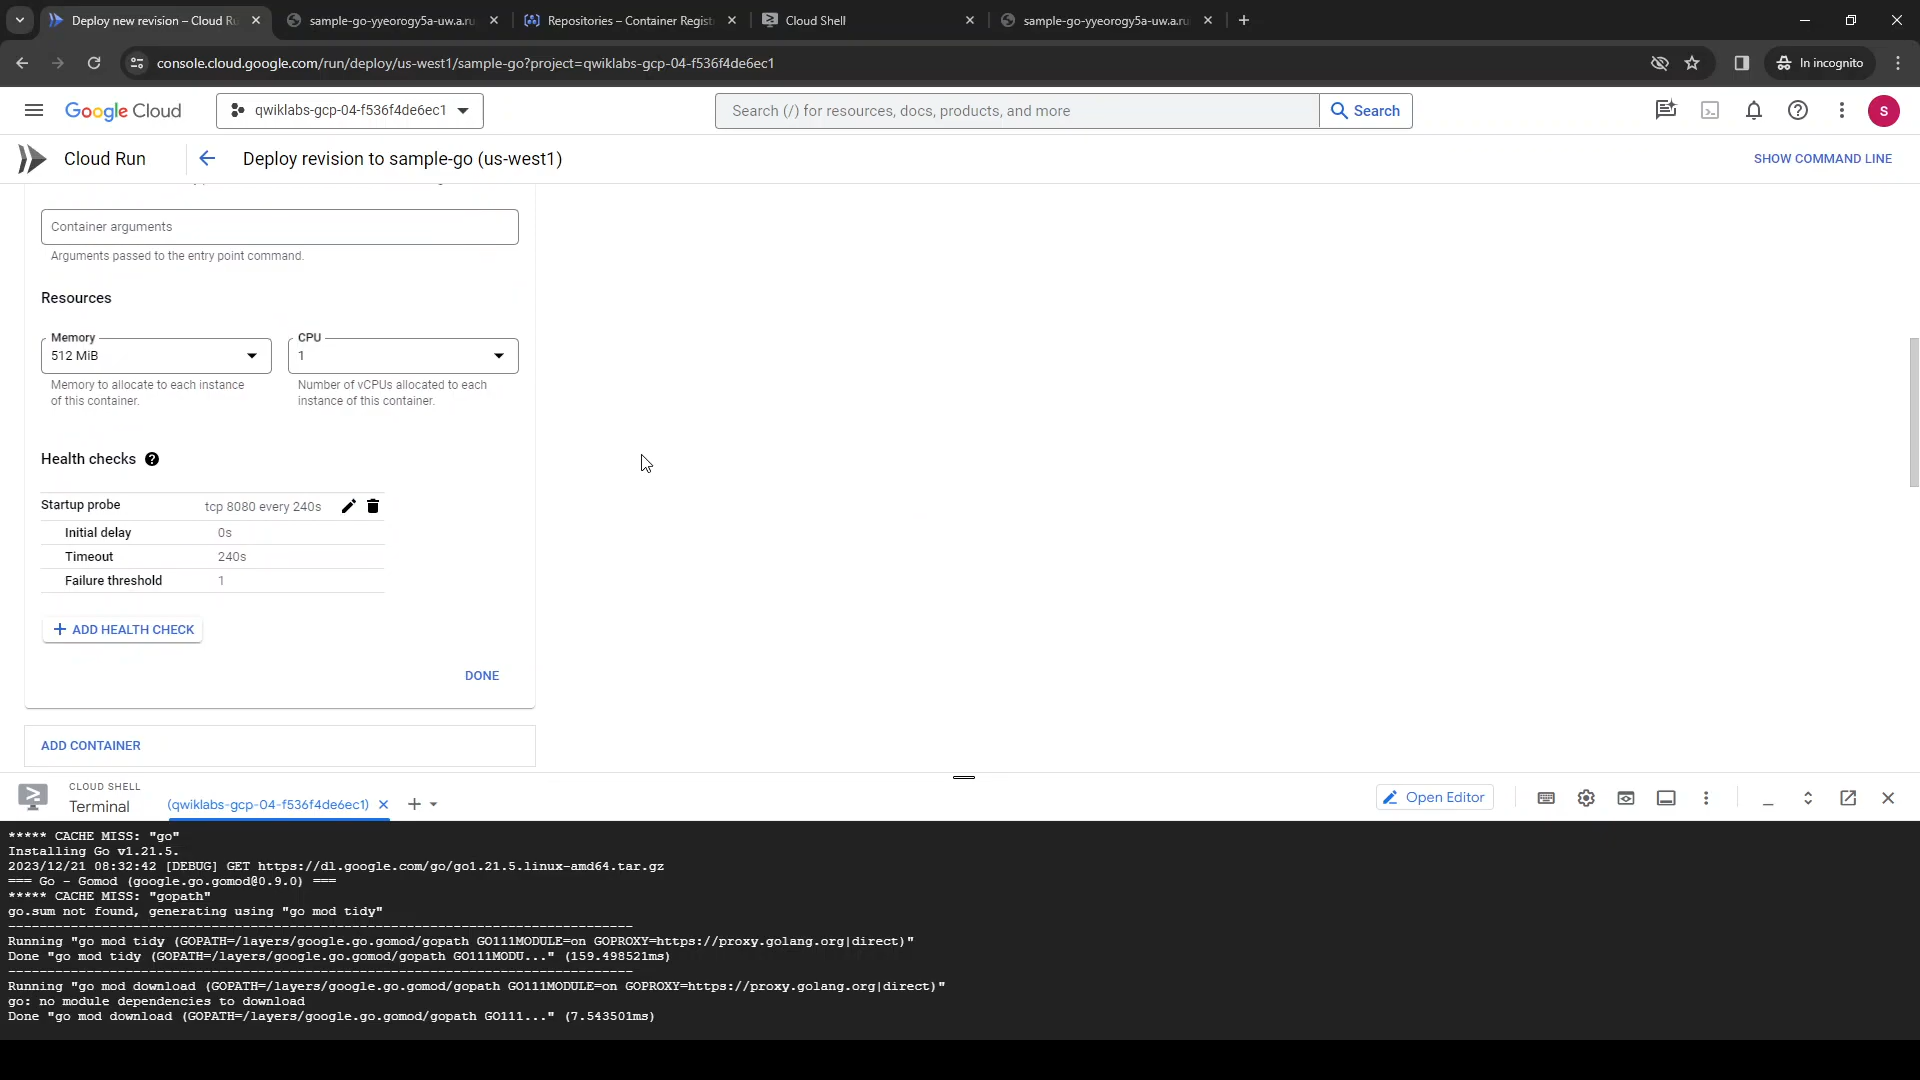 Deploy new revision – Cloud Ru
sample-go-yyeorogy5a-uw.a.ru
Repositories – Container Regist
Cloud Shell
sample-go-yyeorogy5a-uw.a.ru
console.cloud.google.com/run/deploy/us-west1/sample-go?project=qwiklabs-gcp-04-f536f4de6ec1
In incognito
Google Cloud
qwiklabs-gcp-04-f536f4de6ec1
Search (/) for resources, docs, products, and more
Search
S
Cloud Run
Deploy revision to sample-go (us-west1)
SHOW COMMAND LINE
Container arguments
Arguments passed to the entry point command.
Resources
Memory
512 MiB
Memory to allocate to each instance
of this container.
CPU
1
Number of vCPUs allocated to each
instance of this container.
Health checks
Startup probe tcp 8080 every 240s
Initial delay 0s
Timeout 240s
Failure threshold 1
ADD HEALTH CHECK
DONE
ADD CONTAINER
CLOUD SHELL
Terminal
(qwiklabs-gcp-04-f536f4de6ec1)
Open Editor
***** CACHE MISS: "go"
Installing Go v1.21.5.
2023/12/21 08:32:42 [DEBUG] GET https://dl.google.com/go/go1.21.5.linux-amd64.tar.gz
=== Go - Gomod (google.go.gomod@0.9.0) ===
***** CACHE MISS: "gopath"
go.sum not found, generating using "go mod tidy"
--------------------------------------------------------------------------------
Running "go mod tidy (GOPATH=/layers/google.go.gomod/gopath GO111MODULE=on GOPROXY=https://proxy.golang.org|direct)"
Done "go mod tidy (GOPATH=/layers/google.go.gomod/gopath GO111MODU..." (159.498521ms)
--------------------------------------------------------------------------------
Running "go mod download (GOPATH=/layers/google.go.gomod/gopath GO111MODULE=on GOPROXY=https://proxy.golang.org|direct)"
go: no module dependencies to download
Done "go mod download (GOPATH=/layers/google.go.gomod/gopath GO111..." (7.543501ms)